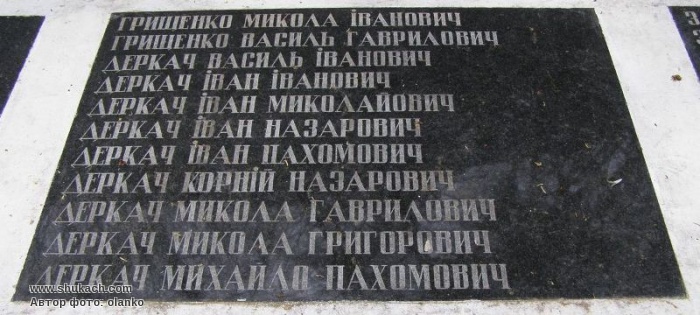 ГРИЩЕНКО МИКОЛА ІВАНОВИЧ
ГРИЩЕНКО ВАСИЛЬ ГАВРИЛОВИЧ
ДЕРКАЧ ВАСИЛЬ ІВАНОВИЧ
ДЕРКАЧ ІВАН ІВАНОВИЧ
ДЕРКАЧ ІВАН МИКОЛАЙОВИЧ
ДЕРКАЧ ІВАН НАЗАРОВИЧ
ДЕРКАЧ ІВАН ПАХОМОВИЧ
ДЕРКАЧ КОРНІЙ НАЗАРОВИЧ
ДЕРКАЧ МИКОЛА ГАВРИЛОВИЧ
ДЕРКАЧ МИКОЛА ГРИГОРОВИЧ
ДЕРКАЧ МИХАЙЛО ПАХОМОВИЧ
www.shukach.com
Автор фото: olanko